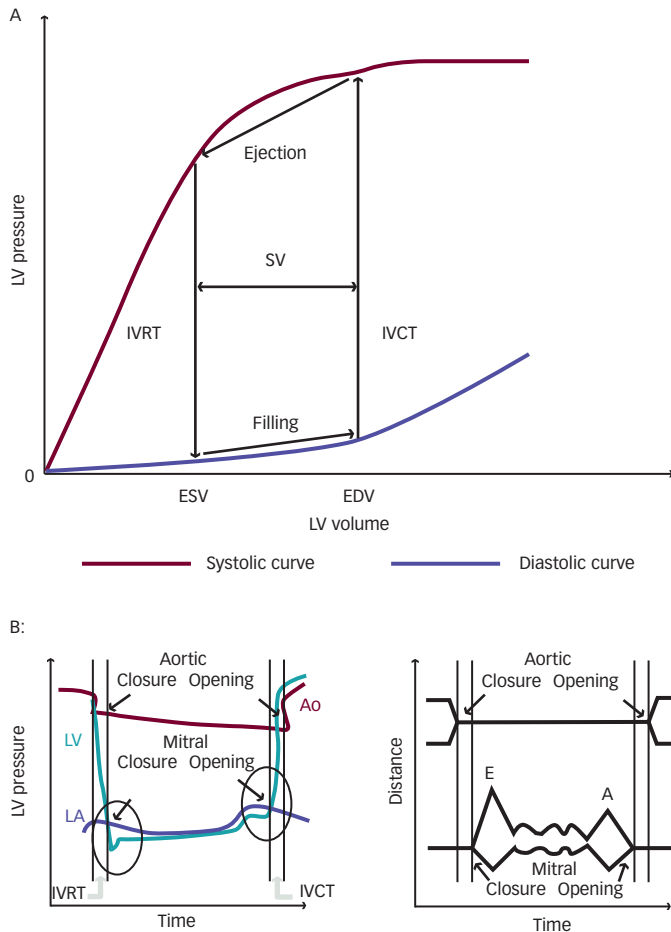 A
LV pressure
Ejection
SV
IVRT
IVCT
Filling
0
ESV
EDV
LV volume
Systolic curve
Diastolic curve
B:
LV pressure
Aortic
Closure Opening
Ao
LV
Mitral
Closure Opening
LA
IVRT
IVCT
Time
Distance
Aortic
Closure Opening
E
A
Mitral
Closure Opening
Time